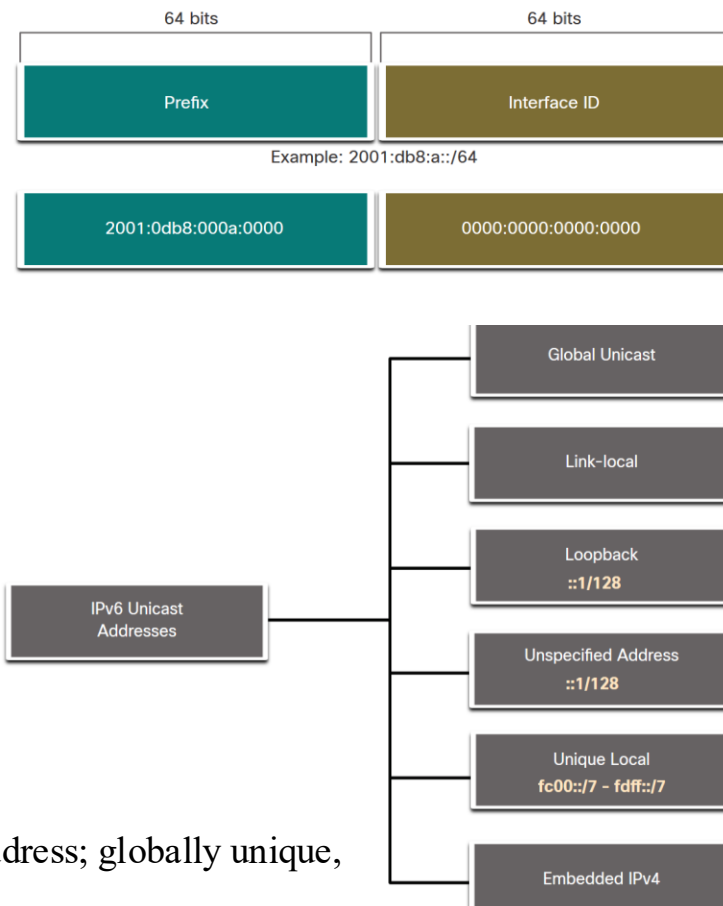 64 bits
64 bits
Prefix
Interface ID
Example: 2001:db8:a::/64
2001:0db8:000a:0000
0000:0000:0000:0000
Global Unicast
Link-local
Loopback
::1/128
IPv6 Unicast
Addresses
Unspecified Address
::1/128
Unique Local
fc00::/7 - fdff::/7
dress; globally unique,
Embedded IPv4